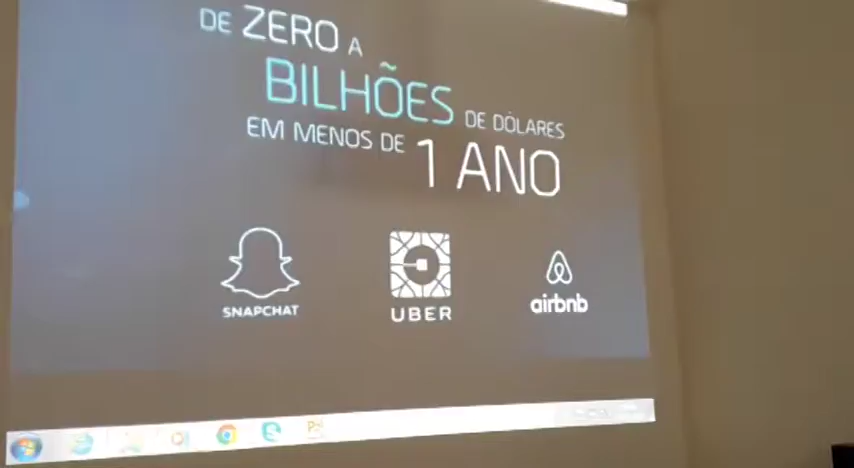 DE ZERO A
BILHÕES DE DÓLARES
EM MENOS DE 1 ANO
SNAPCHAT
UBER
airbnb